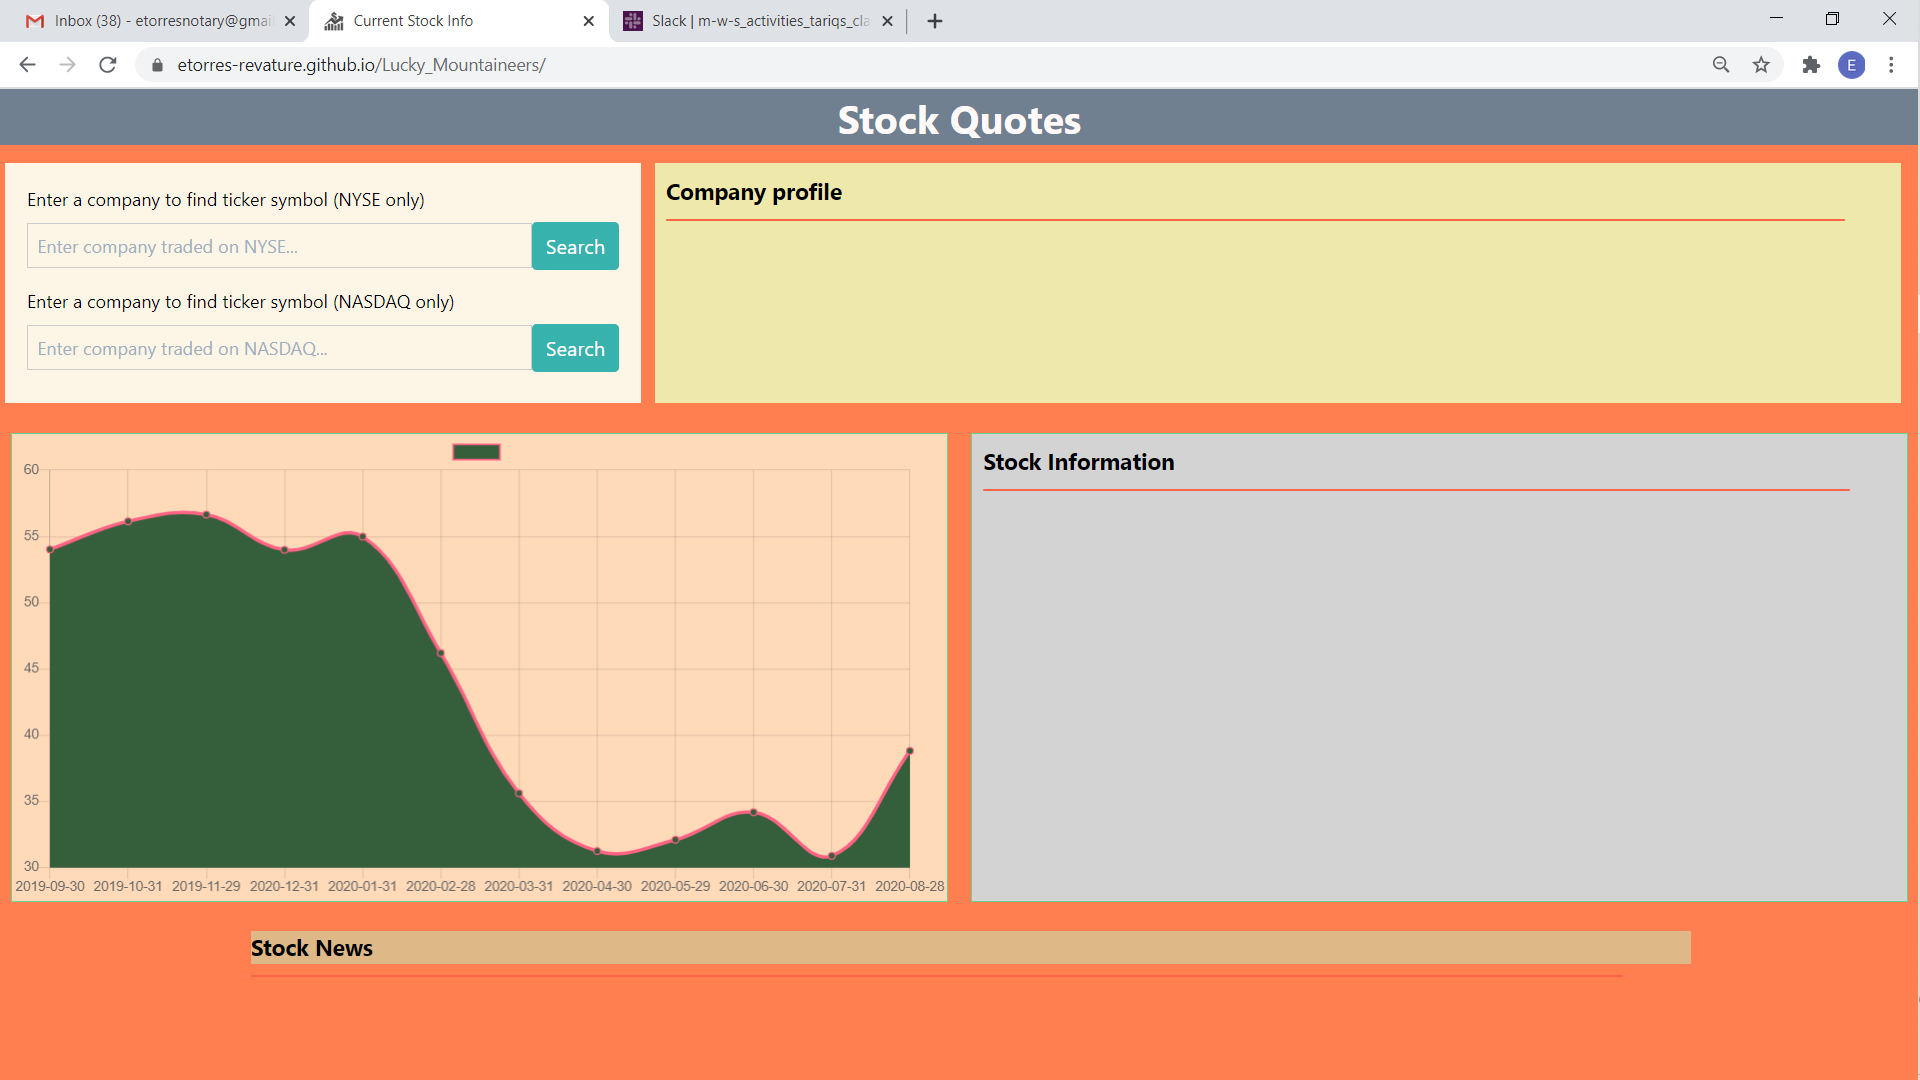 Inbox (38) - etorresnotary@gmai
Current Stock Info
Slack | m-w-s_activities_tariqs_cla
etorres-revature.github.io/Lucky_Mountaineers/
E
Stock Quotes
Enter a company to find ticker symbol (NYSE only)
Enter company traded on NYSE...
Search
Enter a company to find ticker symbol (NASDAQ only)
Enter company traded on NASDAQ...
Search
Company profile
60
55
50
45
40
35
30
2019-09-30 2019-10-31 2019-11-29 2019-12-31 2020-01-31 2020-02-28 2020-03-31 2020-04-30 2020-05-29 2020-06-30 2020-07-31 2020-08-28
Stock Information
Stock News